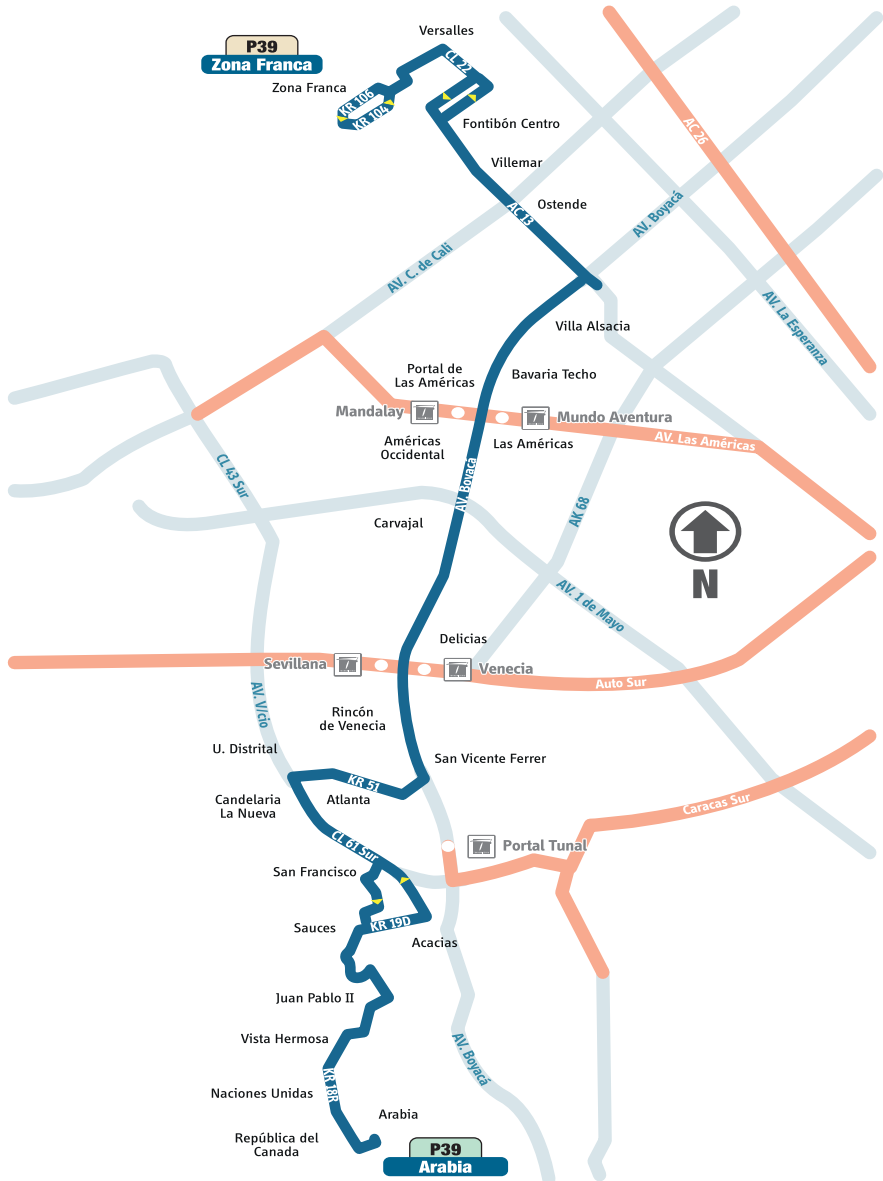 Versalles
P39
Zona Franca
CL 22
Zona Franca
KR 106
KR 104
Fontibón Centro
AC 26
Villemar
Ostende
AC 13
AV. Boyacá
AV. C. de Cali
AV. La Esperanza
Villa Alsacia
Portal de
Las Américas
Bavaria Techo
Mandalay
Mundo Aventura
Américas
Occidental
Las Américas
AV. Las Américas
CL 43 Sur
AV. Boyacá
AK 68
Carvajal
N
AV. 1 de Mayo
Delicias
Sevillana
Venecia
Auto Sur
AV. V/cio
Rincón
de Venecia
U. Distrital
San Vicente Ferrer
KR 51
Candelaria
La Nueva
Atlanta
Caracas Sur
CL 61 Sur
Portal Tunal
San Francisco
Sauces
KR 19D
Acacias
Juan Pablo II
Vista Hermosa
AV. Boyacá
KR 18R
Naciones Unidas
Arabia
República del
Canada
P39
Arabia